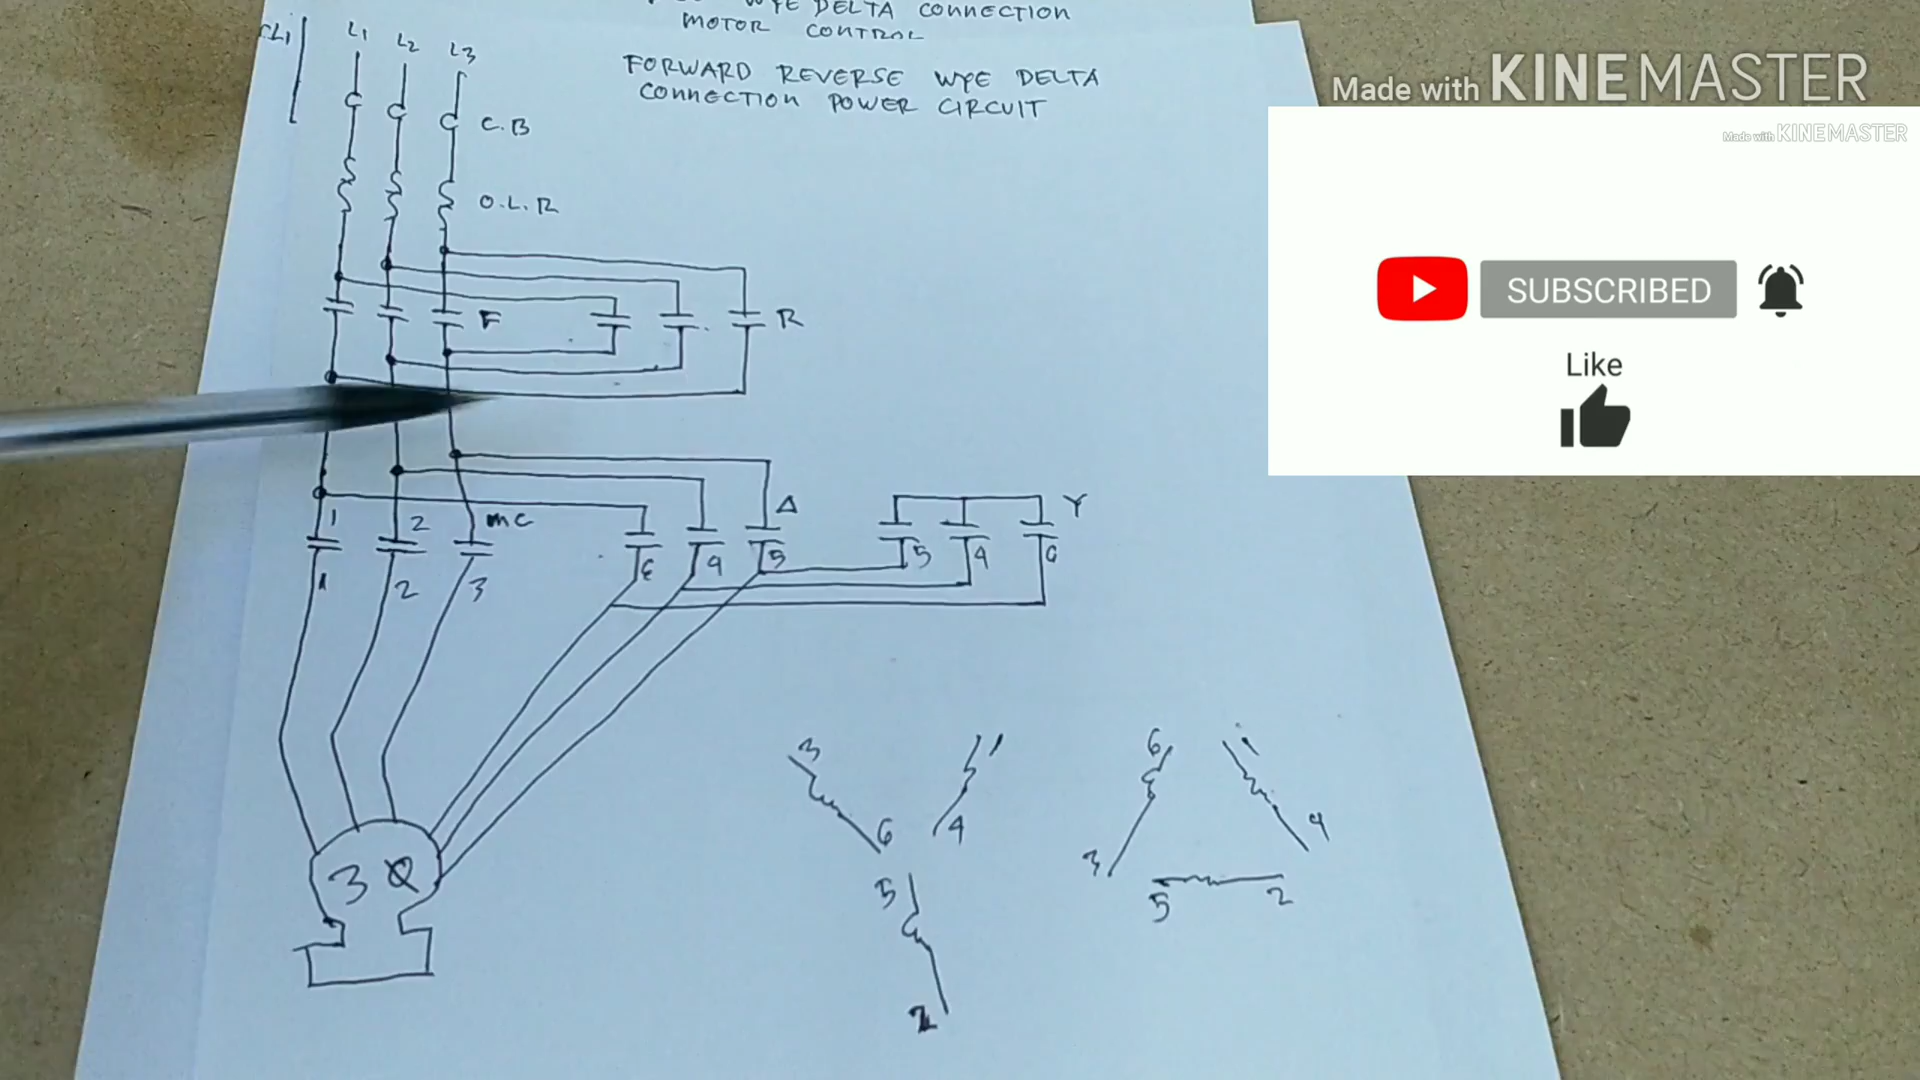 WYE DELTA CONNECTION
MOTOR CONTROL
FORWARD REVERSE WYE DELTA
CONNECTION POWER CIRCUIT
L1 L2 L3
C.B
O.L.R
F R
1 2 MC Δ Y
6 4 5 5 4 6
1 2 3
3 Φ
3 1
6 4
5
2
6 1
3 4
5 2
Made with KINEMASTER
Made with KINEMASTER
SUBSCRIBED
Like